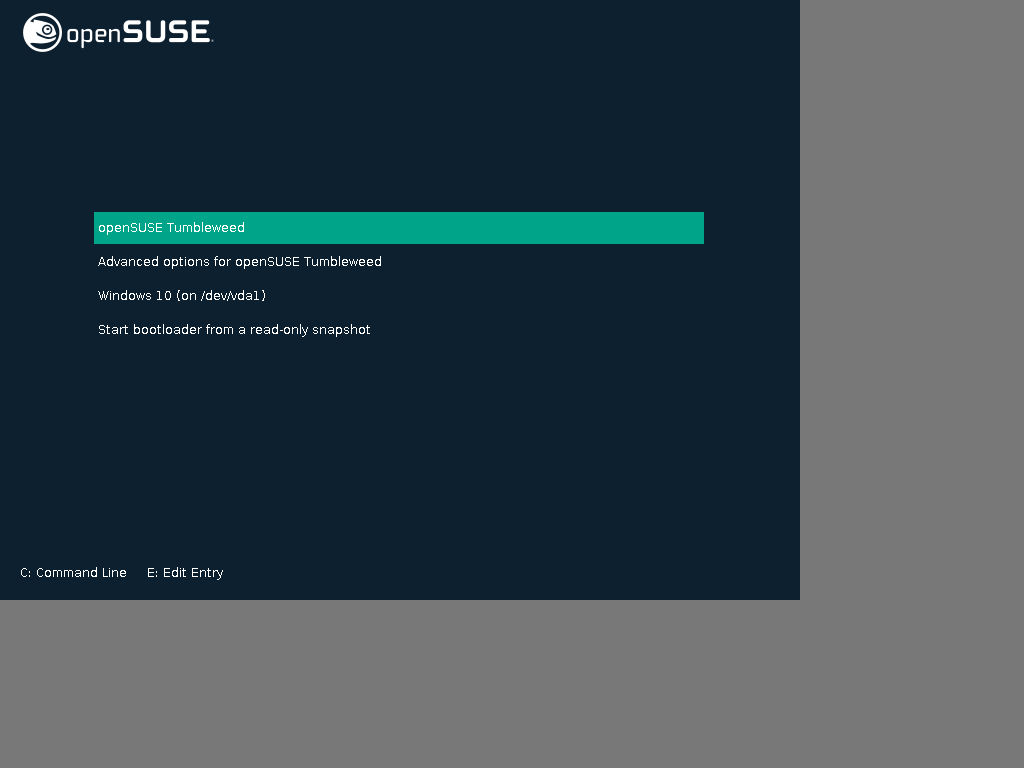 openSUSE
openSUSE Tumbleweed
Advanced options for openSUSE Tumbleweed
Windows 10 (on /dev/vda1)
Start bootloader from a read-only snapshot
C: Command Line E: Edit Entry